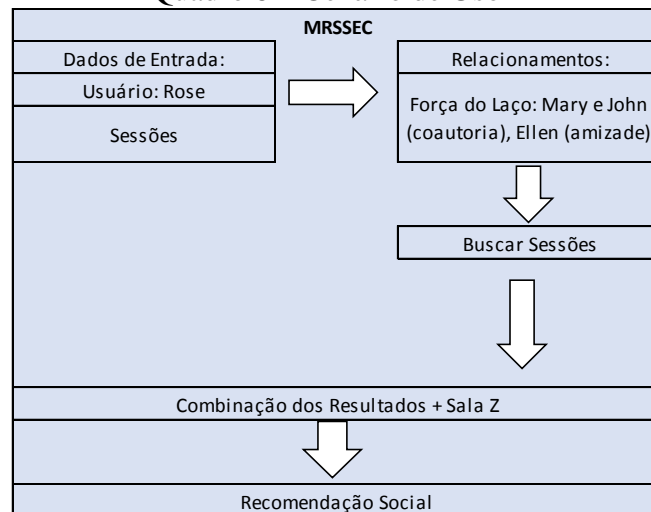 MRSSEC
Dados de Entrada:
Usuário: Rose
Sessões
Relacionamentos:
Força do Laço: Mary e John
(coautoria), Ellen (amizade)
Buscar Sessões
Combinação dos Resultados + Sala Z
Recomendação Social